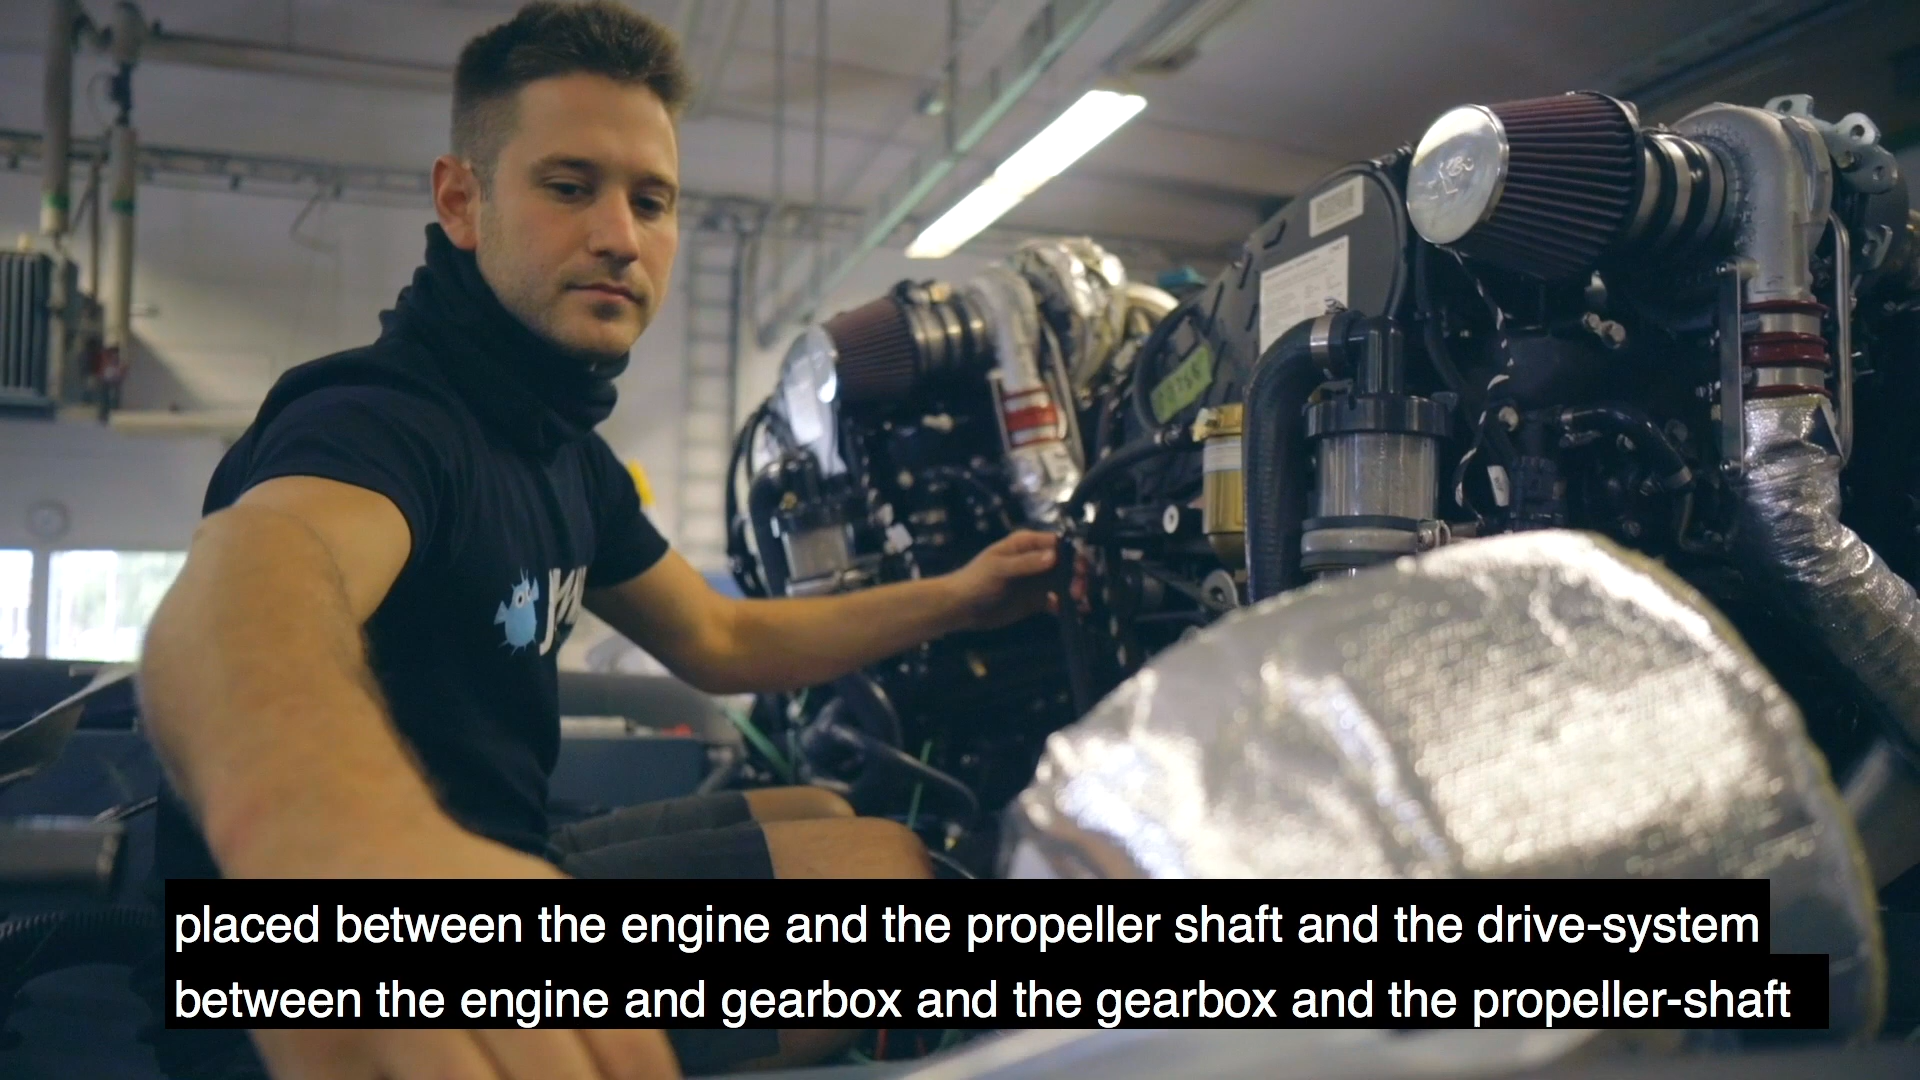 placed between the engine and the propeller shaft and the drive-system
between the engine and gearbox and the gearbox and the propeller-shaft